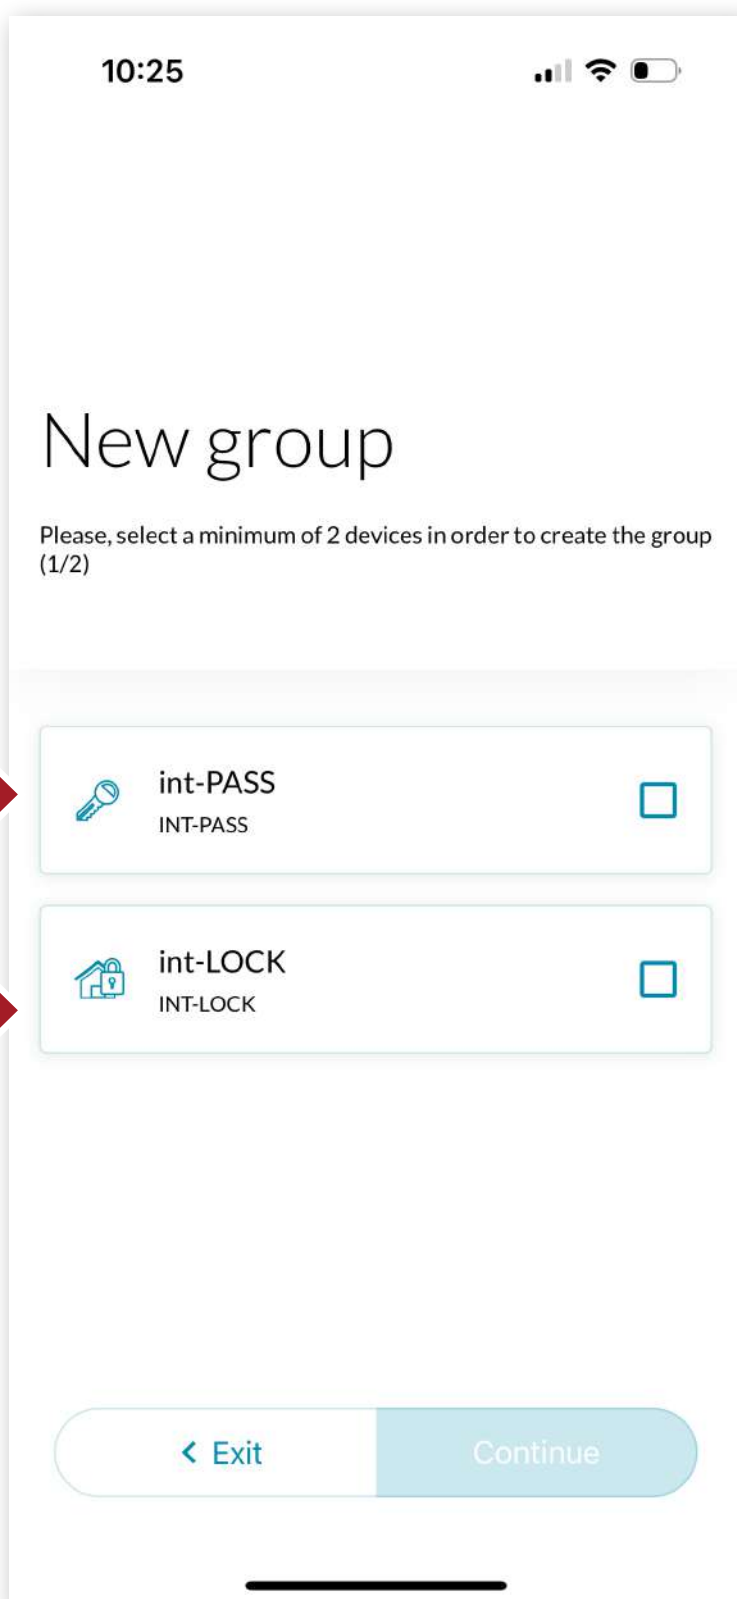 10:25
New group
Please, select a minimum of 2 devices in order to create the group
(1/2)
int-PASS
INT-PASS
int-LOCK
INT-LOCK
< Exit
Continue